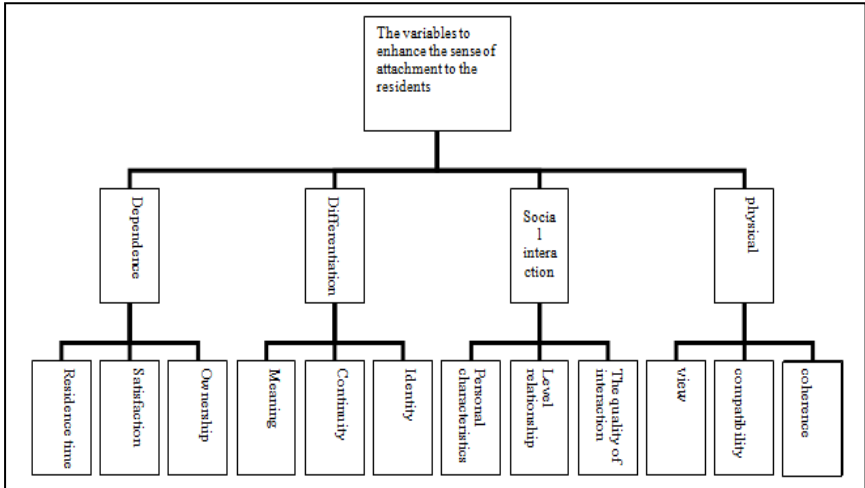 The variables to
enhance the sense of
attachment to the
residents
Dependence
Differentiation
Socia
l
intera
ction
physical
Residence time
Satisfaction
Ownership
Meaning
Continuity
Identity
Personal
characteristics
Level
relationship
The quality of
interaction
view
compatibility
coherence